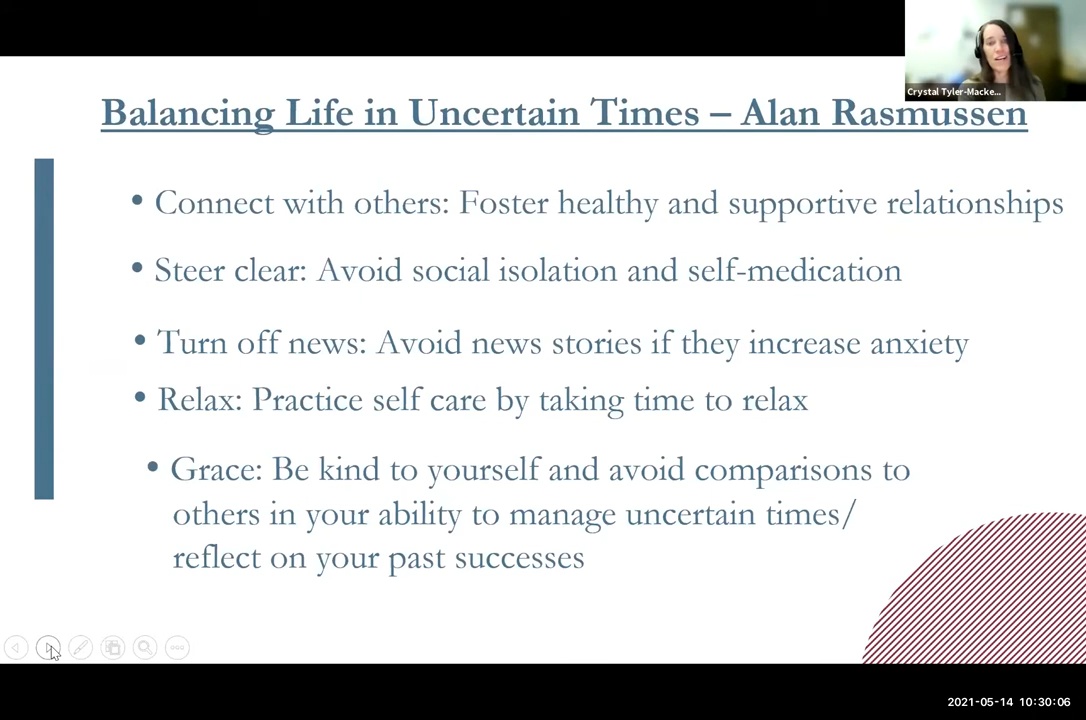 Crystal Tyler-Macke...
Balancing Life in Uncertain Times – Alan Rasmussen
• Connect with others: Foster healthy and supportive relationships
• Steer clear: Avoid social isolation and self-medication
• Turn off news: Avoid news stories if they increase anxiety
• Relax: Practice self care by taking time to relax
• Grace: Be kind to yourself and avoid comparisons to
others in your ability to manage uncertain times/
reflect on your past successes
2021-05-14 10:30:06